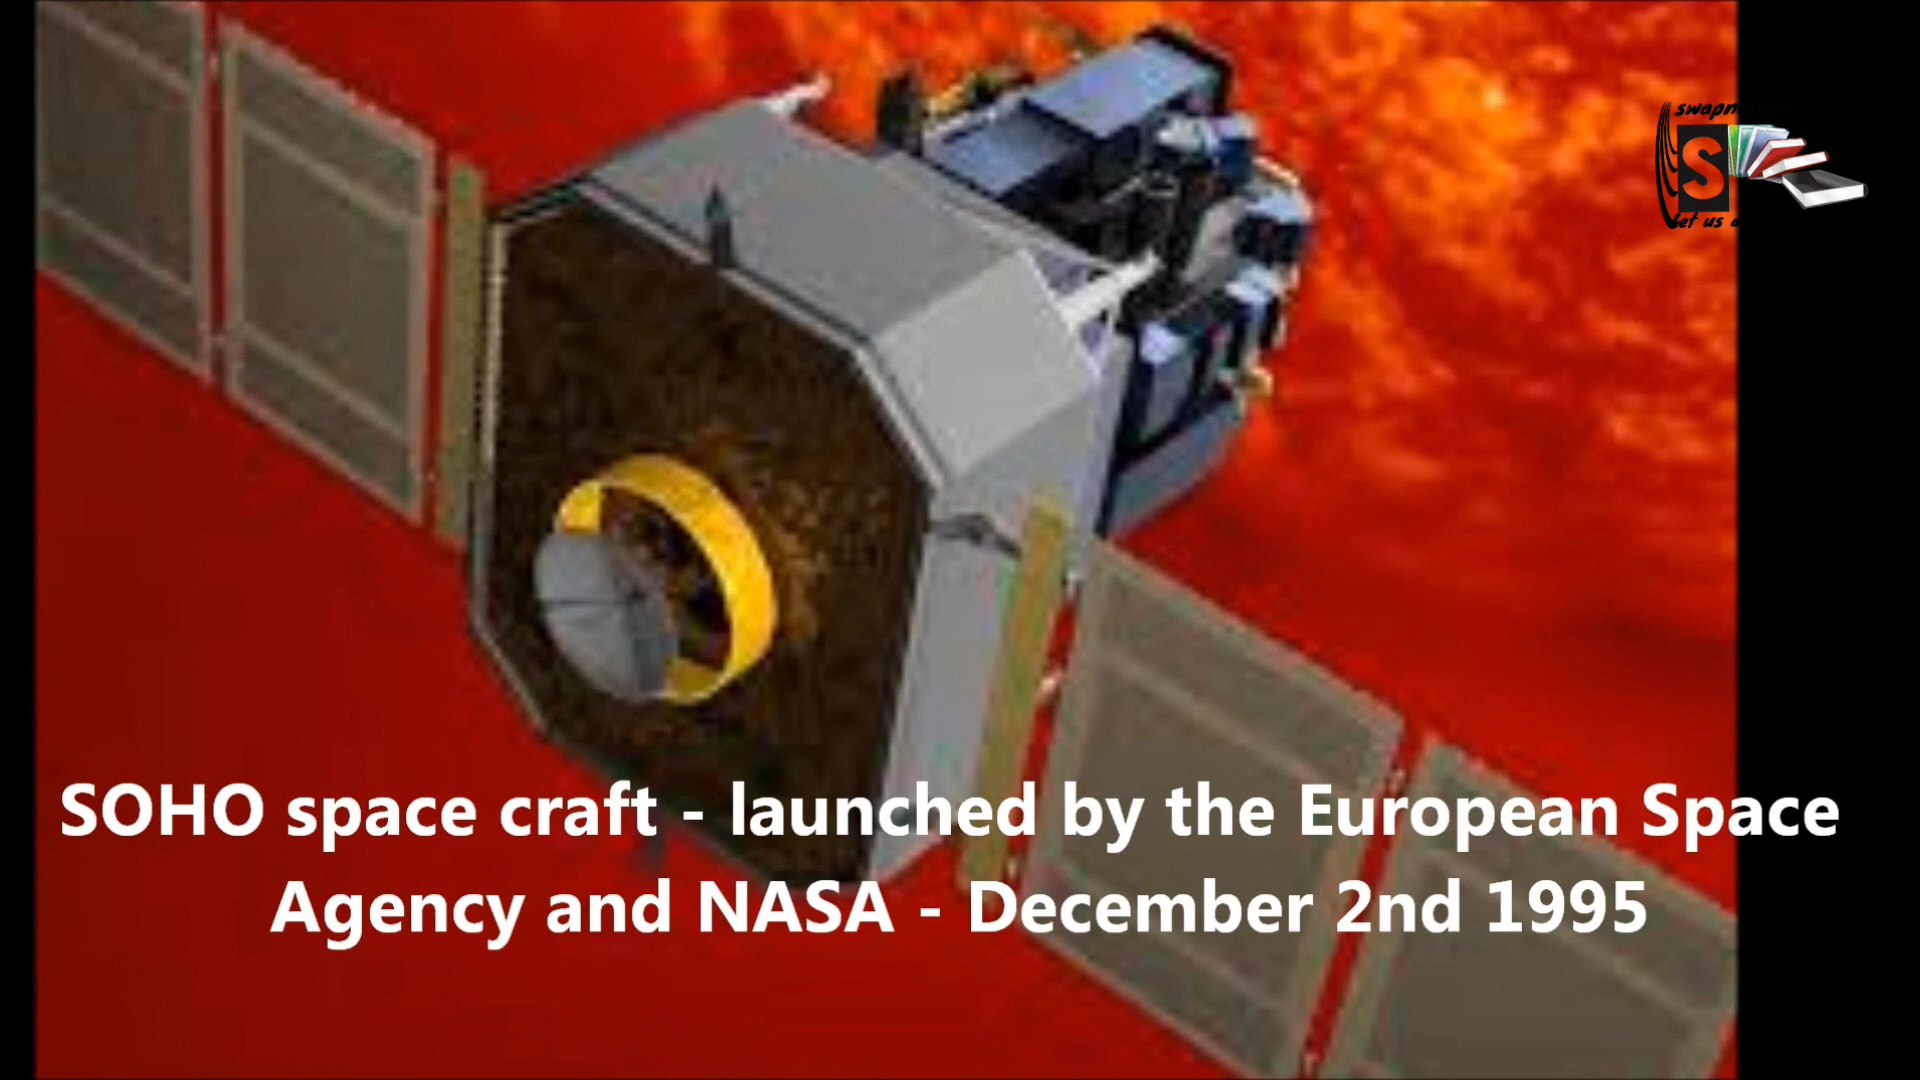 S
SOHO space craft - launched by the European Space
Agency and NASA - December 2nd 1995